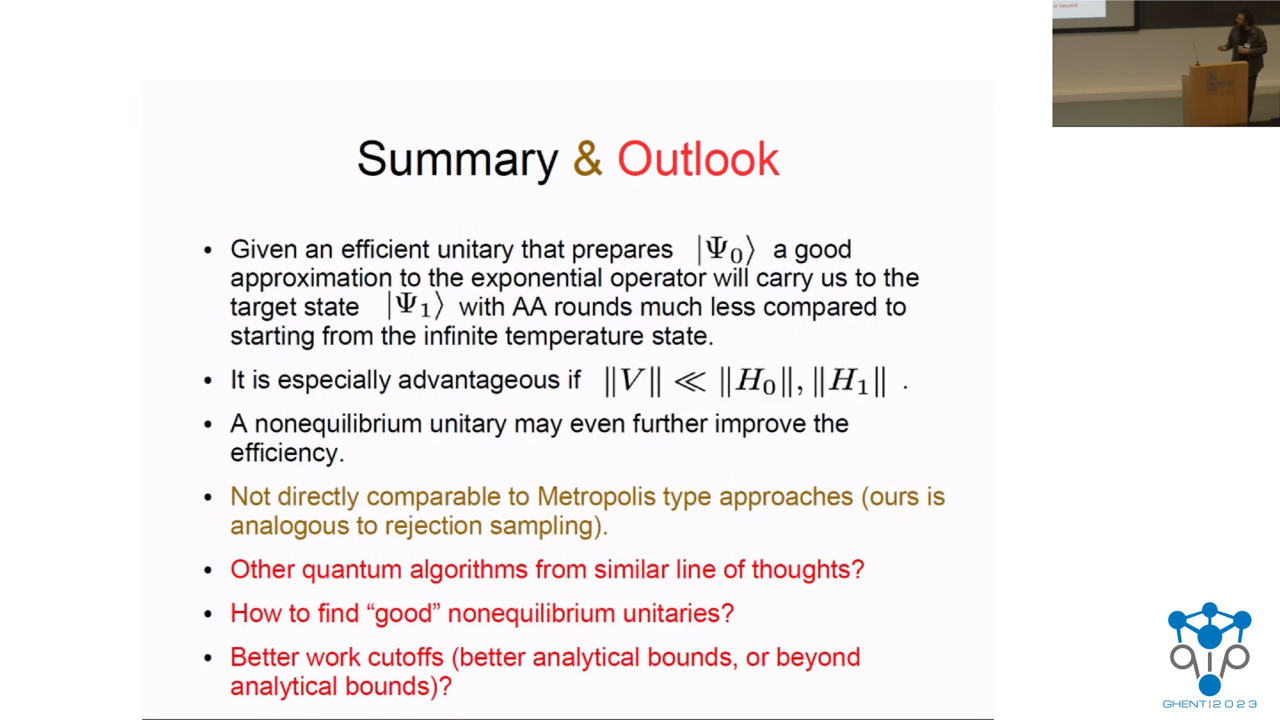 Summary & Outlook
• Given an efficient unitary that prepares |Ψ₀⟩ a good
approximation to the exponential operator will carry us to the
target state |Ψ₁⟩ with AA rounds much less compared to
starting from the infinite temperature state.
• It is especially advantageous if ‖V‖ ≪ ‖H₀‖, ‖H₁‖ .
• A nonequilibrium unitary may even further improve the
efficiency.
• Not directly comparable to Metropolis type approaches (ours is
analogous to rejection sampling).
• Other quantum algorithms from similar line of thoughts?
• How to find “good” nonequilibrium unitaries?
• Better work cutoffs (better analytical bounds, or beyond
analytical bounds)?
or beyond
qip
GHENT|2023